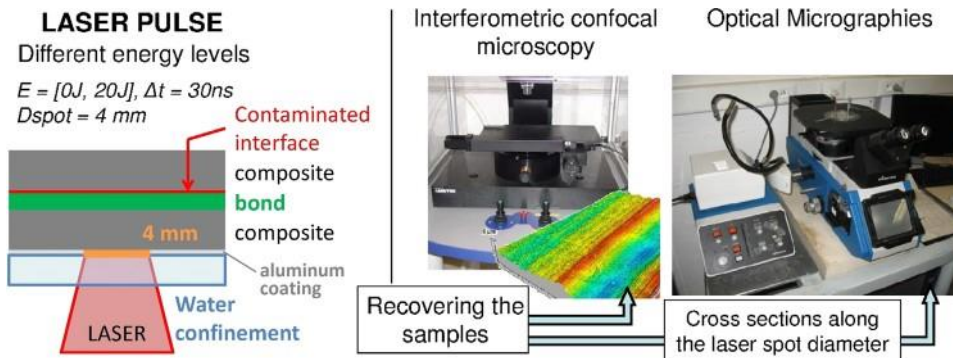 LASER PULSE
Different energy levels
E = [0J, 20J], Δt = 30ns
Dspot = 4 mm
Contaminated
interface
composite
bond
composite
4 mm
aluminum
coating
Water
confinement
LASER
Interferometric confocal
microscopy
Recovering the
samples
Optical Micrographies
Cross sections along
the laser spot diameter